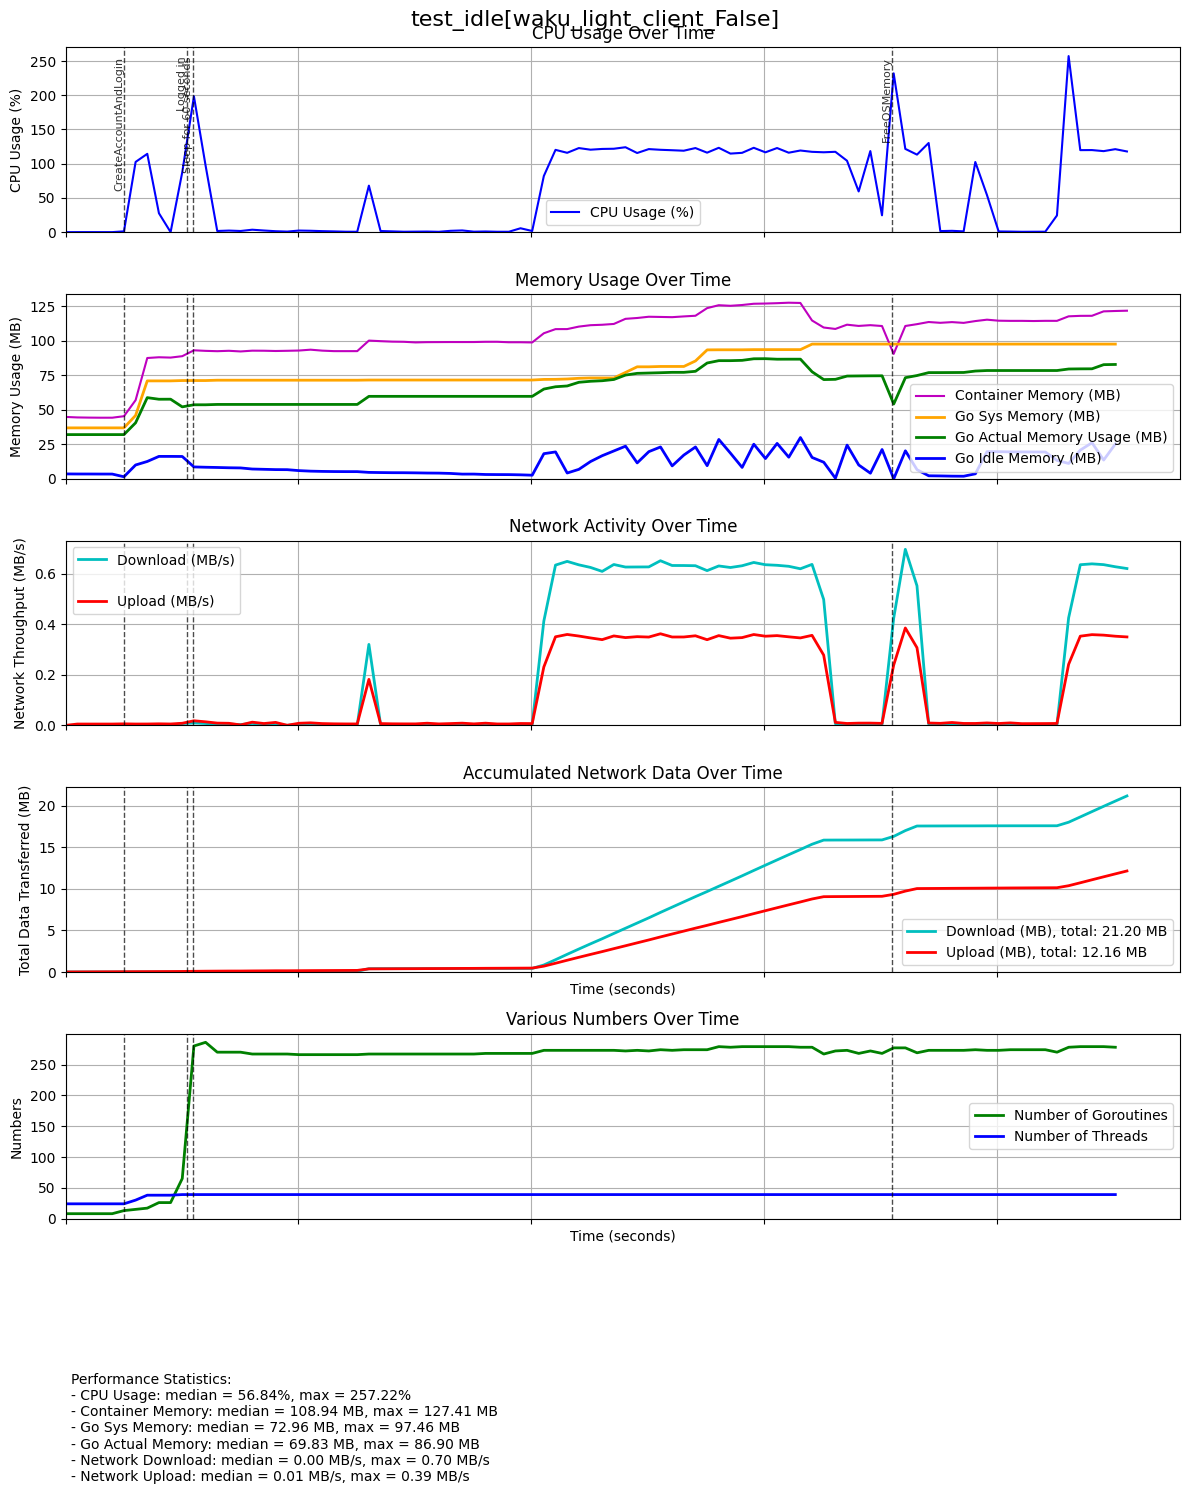 test_idle[waku_light_client_False]
CPU Usage Over Time
CPU Usage (%)
250
200
150
100
50
0
CreateAccountAndLogin
Logged in
Sleep for 60 seconds
FreeOSMemory
CPU Usage (%)
Memory Usage Over Time
Memory Usage (MB)
125
100
75
50
25
0
Container Memory (MB)
Go Sys Memory (MB)
Go Actual Memory Usage (MB)
Go Idle Memory (MB)
Network Activity Over Time
Network Throughput (MB/s)
0.6
0.4
0.2
0.0
Download (MB/s)
Upload (MB/s)
Accumulated Network Data Over Time
Total Data Transferred (MB)
20
15
10
5
0
Download (MB), total: 21.20 MB
Upload (MB), total: 12.16 MB
Time (seconds)
Various Numbers Over Time
Numbers
250
200
150
100
50
0
Number of Goroutines
Number of Threads
Time (seconds)
Performance Statistics:
- CPU Usage: median = 56.84%, max = 257.22%
- Container Memory: median = 108.94 MB, max = 127.41 MB
- Go Sys Memory: median = 72.96 MB, max = 97.46 MB
- Go Actual Memory: median = 69.83 MB, max = 86.90 MB
- Network Download: median = 0.00 MB/s, max = 0.70 MB/s
- Network Upload: median = 0.01 MB/s, max = 0.39 MB/s